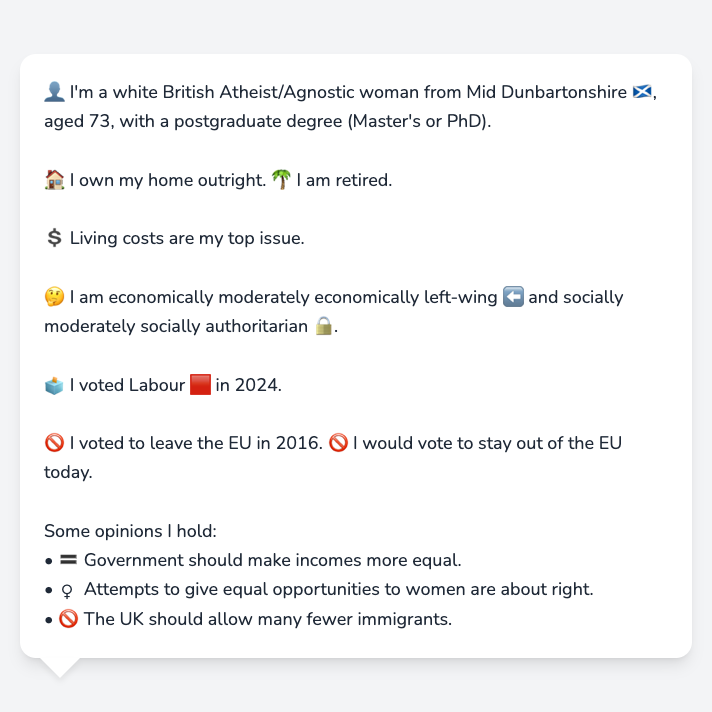 👤 I'm a white British Atheist/Agnostic woman from Mid Dunbartonshire 🏴󠁧󠁢󠁳󠁣󠁴󠁿,
aged 73, with a postgraduate degree (Master's or PhD).
🏠 I own my home outright. 🌴 I am retired.
💲 Living costs are my top issue.
🤔 I am economically moderately economically left-wing ⬅️ and socially
moderately socially authoritarian 🔒.
🗳️ I voted Labour 🟥 in 2024.
🚫 I voted to leave the EU in 2016. 🚫 I would vote to stay out of the EU
today.
Some opinions I hold:
• 🟰 Government should make incomes more equal.
• ♀ Attempts to give equal opportunities to women are about right.
• 🚫 The UK should allow many fewer immigrants.